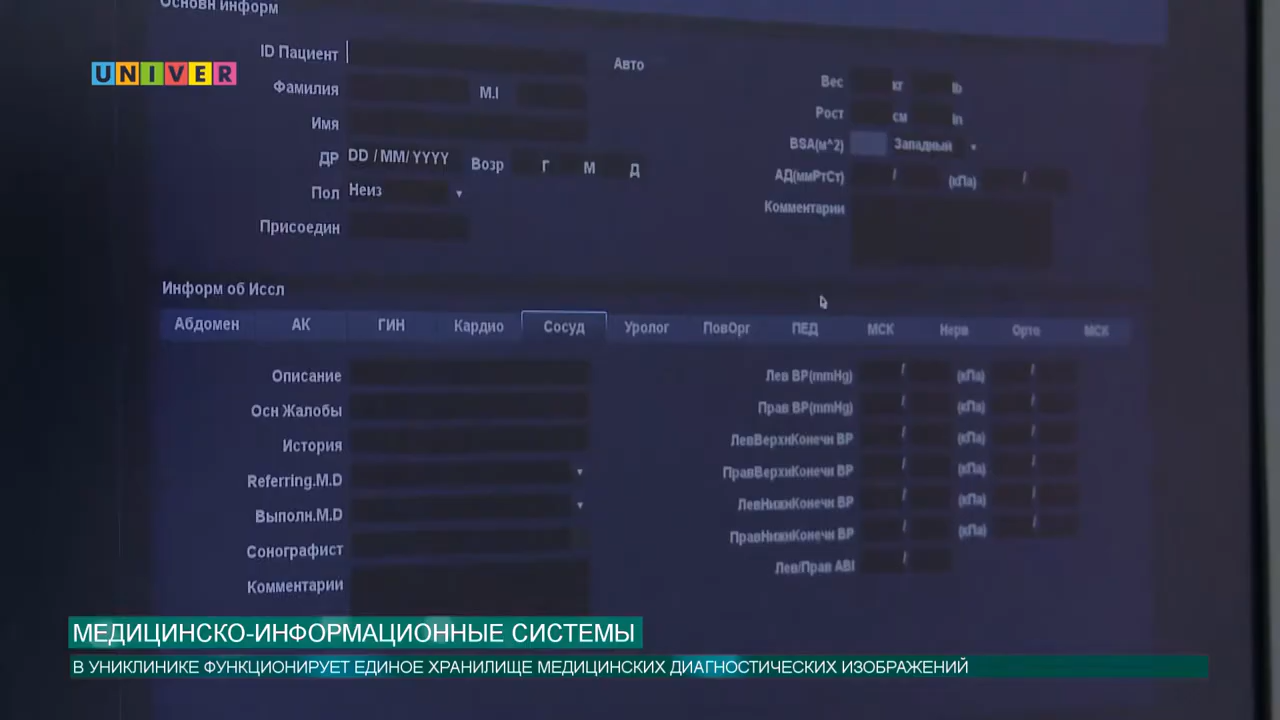 Основн информ
UNIVER
ID Пациент
Авто
Фамилия
M.I
Имя
ДР DD / MM/ YYYY Возр Г М Д
Пол Неиз
Присоедин
Вес кг lb
Рост см in
BSA(м^2) Западный
АД(ммРтСт) / (кПа) /
Комментарии
Информ об Иссл
Абдомен АК ГИН Кардио Сосуд Уролог ПовОрг ПЕД МСК Нерв Орто МСК
Описание
Осн Жалобы
История
Referring.M.D
Выполн.M.D
Сонографист
Комментарии
Лев ВР(mmHg) / (кПа) /
Прав ВР(mmHg) / (кПа) /
ЛевВерхнКонечн ВР / (кПа) /
ПравВерхнКонечн ВР / (кПа) /
ЛевНижнКонечн ВР / (кПа) /
ПравНижнКонечн ВР / (кПа) /
Лев/Прав ABI /
МЕДИЦИНСКО-ИНФОРМАЦИОННЫЕ СИСТЕМЫ
В УНИКЛИНИКЕ ФУНКЦИОНИРУЕТ ЕДИНОЕ ХРАНИЛИЩЕ МЕДИЦИНСКИХ ДИАГНОСТИЧЕСКИХ ИЗОБРАЖЕНИЙ